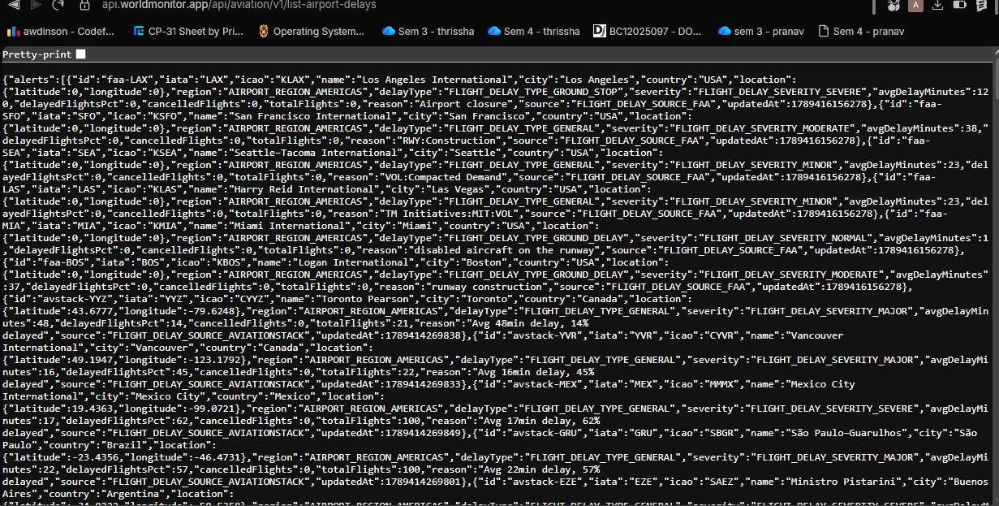 api.worldmonitor.app/api/aviation/v1/list-airport-delays
A
awdinson - Codef... CP-31 Sheet by Pri... Operating System... Sem 3 - thrissha Sem 4 - thrissha BC12025097 - DO... sem 3 - pranav Sem 4 - pranav
Pretty-print
{"alerts":[{"id":"faa-LAX","iata":"LAX","icao":"KLAX","name":"Los Angeles International","city":"Los Angeles","country":"USA","location":
{"latitude":0,"longitude":0},"region":"AIRPORT_REGION_AMERICAS","delayType":"FLIGHT_DELAY_TYPE_GROUND_STOP","severity":"FLIGHT_DELAY_SEVERITY_SEVERE","avgDelayMinutes":12
0,"delayedFlightsPct":0,"cancelledFlights":0,"totalFlights":0,"reason":"Airport closure","source":"FLIGHT_DELAY_SOURCE_FAA","updatedAt":1789416156278},{"id":"faa-
SFO","iata":"SFO","icao":"KSFO","name":"San Francisco International","city":"San Francisco","country":"USA","location":
{"latitude":0,"longitude":0},"region":"AIRPORT_REGION_AMERICAS","delayType":"FLIGHT_DELAY_TYPE_GENERAL","severity":"FLIGHT_DELAY_SEVERITY_MODERATE","avgDelayMinutes":38,"
delayedFlightsPct":0,"cancelledFlights":0,"totalFlights":0,"reason":"RWY:Construction","source":"FLIGHT_DELAY_SOURCE_FAA","updatedAt":1789416156278},{"id":"faa-
SEA","iata":"SEA","icao":"KSEA","name":"Seattle–Tacoma International","city":"Seattle","country":"USA","location":
{"latitude":0,"longitude":0},"region":"AIRPORT_REGION_AMERICAS","delayType":"FLIGHT_DELAY_TYPE_GENERAL","severity":"FLIGHT_DELAY_SEVERITY_MINOR","avgDelayMinutes":23,"del
ayedFlightsPct":0,"cancelledFlights":0,"totalFlights":0,"reason":"VOL:Compacted Demand","source":"FLIGHT_DELAY_SOURCE_FAA","updatedAt":1789416156278},{"id":"faa-
LAS","iata":"LAS","icao":"KLAS","name":"Harry Reid International","city":"Las Vegas","country":"USA","location":
{"latitude":0,"longitude":0},"region":"AIRPORT_REGION_AMERICAS","delayType":"FLIGHT_DELAY_TYPE_GENERAL","severity":"FLIGHT_DELAY_SEVERITY_MINOR","avgDelayMinutes":23,"del
ayedFlightsPct":0,"cancelledFlights":0,"totalFlights":0,"reason":"TM Initiatives:MIT:VOL","source":"FLIGHT_DELAY_SOURCE_FAA","updatedAt":1789416156278},{"id":"faa-
MIA","iata":"MIA","icao":"KMIA","name":"Miami International","city":"Miami","country":"USA","location":
{"latitude":0,"longitude":0},"region":"AIRPORT_REGION_AMERICAS","delayType":"FLIGHT_DELAY_TYPE_GROUND_DELAY","severity":"FLIGHT_DELAY_SEVERITY_NORMAL","avgDelayMinutes":1
,"delayedFlightsPct":0,"cancelledFlights":0,"totalFlights":0,"reason":"disabled aircraft on the runway","source":"FLIGHT_DELAY_SOURCE_FAA","updatedAt":1789416156278},
{"id":"faa-BOS","iata":"BOS","icao":"KBOS","name":"Logan International","city":"Boston","country":"USA","location":
{"latitude":0,"longitude":0},"region":"AIRPORT_REGION_AMERICAS","delayType":"FLIGHT_DELAY_TYPE_GROUND_DELAY","severity":"FLIGHT_DELAY_SEVERITY_MODERATE","avgDelayMinutes"
:37,"delayedFlightsPct":0,"cancelledFlights":0,"totalFlights":0,"reason":"runway construction","source":"FLIGHT_DELAY_SOURCE_FAA","updatedAt":1789416156278},
{"id":"avstack-YYZ","iata":"YYZ","icao":"CYYZ","name":"Toronto Pearson","city":"Toronto","country":"Canada","location":
{"latitude":43.6777,"longitude":-79.6248},"region":"AIRPORT_REGION_AMERICAS","delayType":"FLIGHT_DELAY_TYPE_GENERAL","severity":"FLIGHT_DELAY_SEVERITY_MAJOR","avgDelayMin
utes":48,"delayedFlightsPct":14,"cancelledFlights":0,"totalFlights":21,"reason":"Avg 48min delay, 14%
delayed","source":"FLIGHT_DELAY_SOURCE_AVIATIONSTACK","updatedAt":1789414269838},{"id":"avstack-YVR","iata":"YVR","icao":"CYVR","name":"Vancouver
International","city":"Vancouver","country":"Canada","location":
{"latitude":49.1947,"longitude":-123.1792},"region":"AIRPORT_REGION_AMERICAS","delayType":"FLIGHT_DELAY_TYPE_GENERAL","severity":"FLIGHT_DELAY_SEVERITY_MAJOR","avgDelayMi
nutes":16,"delayedFlightsPct":45,"cancelledFlights":0,"totalFlights":22,"reason":"Avg 16min delay, 45%
delayed","source":"FLIGHT_DELAY_SOURCE_AVIATIONSTACK","updatedAt":1789414269833},{"id":"avstack-MEX","iata":"MEX","icao":"MMMX","name":"Mexico City
International","city":"Mexico City","country":"Mexico","location":
{"latitude":19.4363,"longitude":-99.0721},"region":"AIRPORT_REGION_AMERICAS","delayType":"FLIGHT_DELAY_TYPE_GENERAL","severity":"FLIGHT_DELAY_SEVERITY_SEVERE","avgDelayMi
nutes":17,"delayedFlightsPct":62,"cancelledFlights":0,"totalFlights":100,"reason":"Avg 17min delay, 62%
delayed","source":"FLIGHT_DELAY_SOURCE_AVIATIONSTACK","updatedAt":1789414269849},{"id":"avstack-GRU","iata":"GRU","icao":"SBGR","name":"São Paulo–Guarulhos","city":"São
Paulo","country":"Brazil","location":
{"latitude":-23.4356,"longitude":-46.4731},"region":"AIRPORT_REGION_AMERICAS","delayType":"FLIGHT_DELAY_TYPE_GENERAL","severity":"FLIGHT_DELAY_SEVERITY_MAJOR","avgDelayMi
nutes":22,"delayedFlightsPct":57,"cancelledFlights":0,"totalFlights":100,"reason":"Avg 22min delay, 57%
delayed","source":"FLIGHT_DELAY_SOURCE_AVIATIONSTACK","updatedAt":1789414269801},{"id":"avstack-EZE","iata":"EZE","icao":"SAEZ","name":"Ministro Pistarini","city":"Buenos
Aires","country":"Argentina","location":